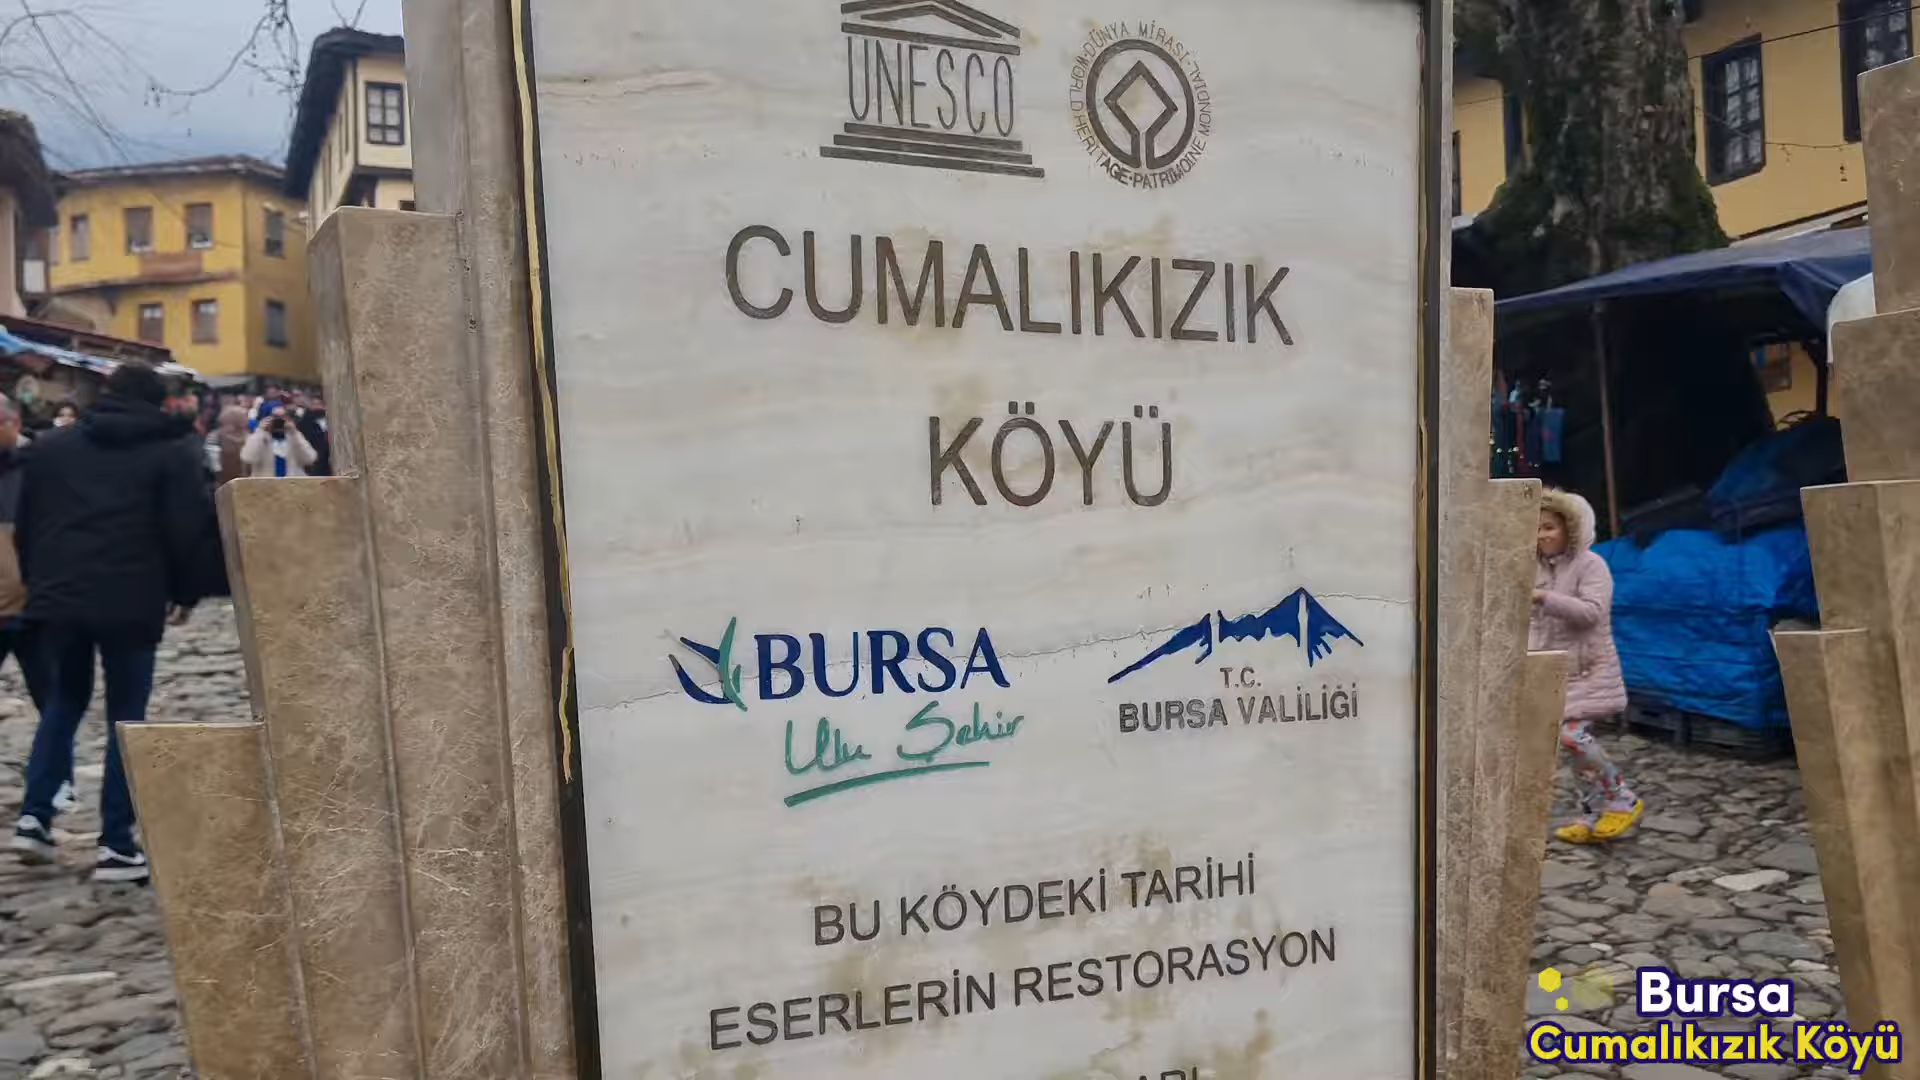 UNESCO
DÜNYA MİRASI · WORLD HERITAGE · PATRIMOINE MONDIAL
CUMALIKIZIK
KÖYÜ
BURSA
Ulu Şehir
T.C.
BURSA VALİLİĞİ
BU KÖYDEKİ TARİHİ
ESERLERİN RESTORASYON
Bursa
Cumalıkızık Köyü